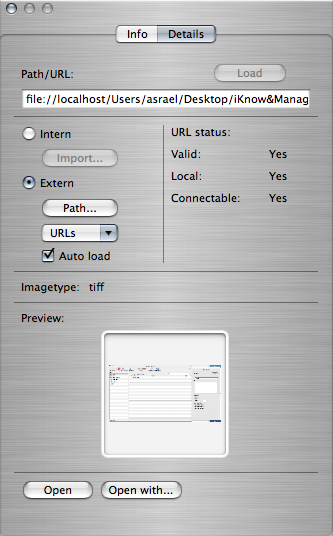 Info Details
Path/URL: Load
file://localhost/Users/asrael/Desktop/iKnow&Manag
Intern
Import...
Extern
Path...
URLs
Auto load
URL status:
Valid: Yes
Local: Yes
Connectable: Yes
Imagetype: tiff
Preview:
Open Open with...